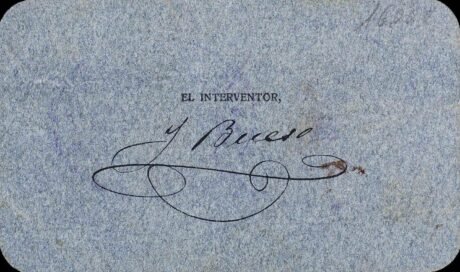 EL INTERVENTOR,
J Bueso